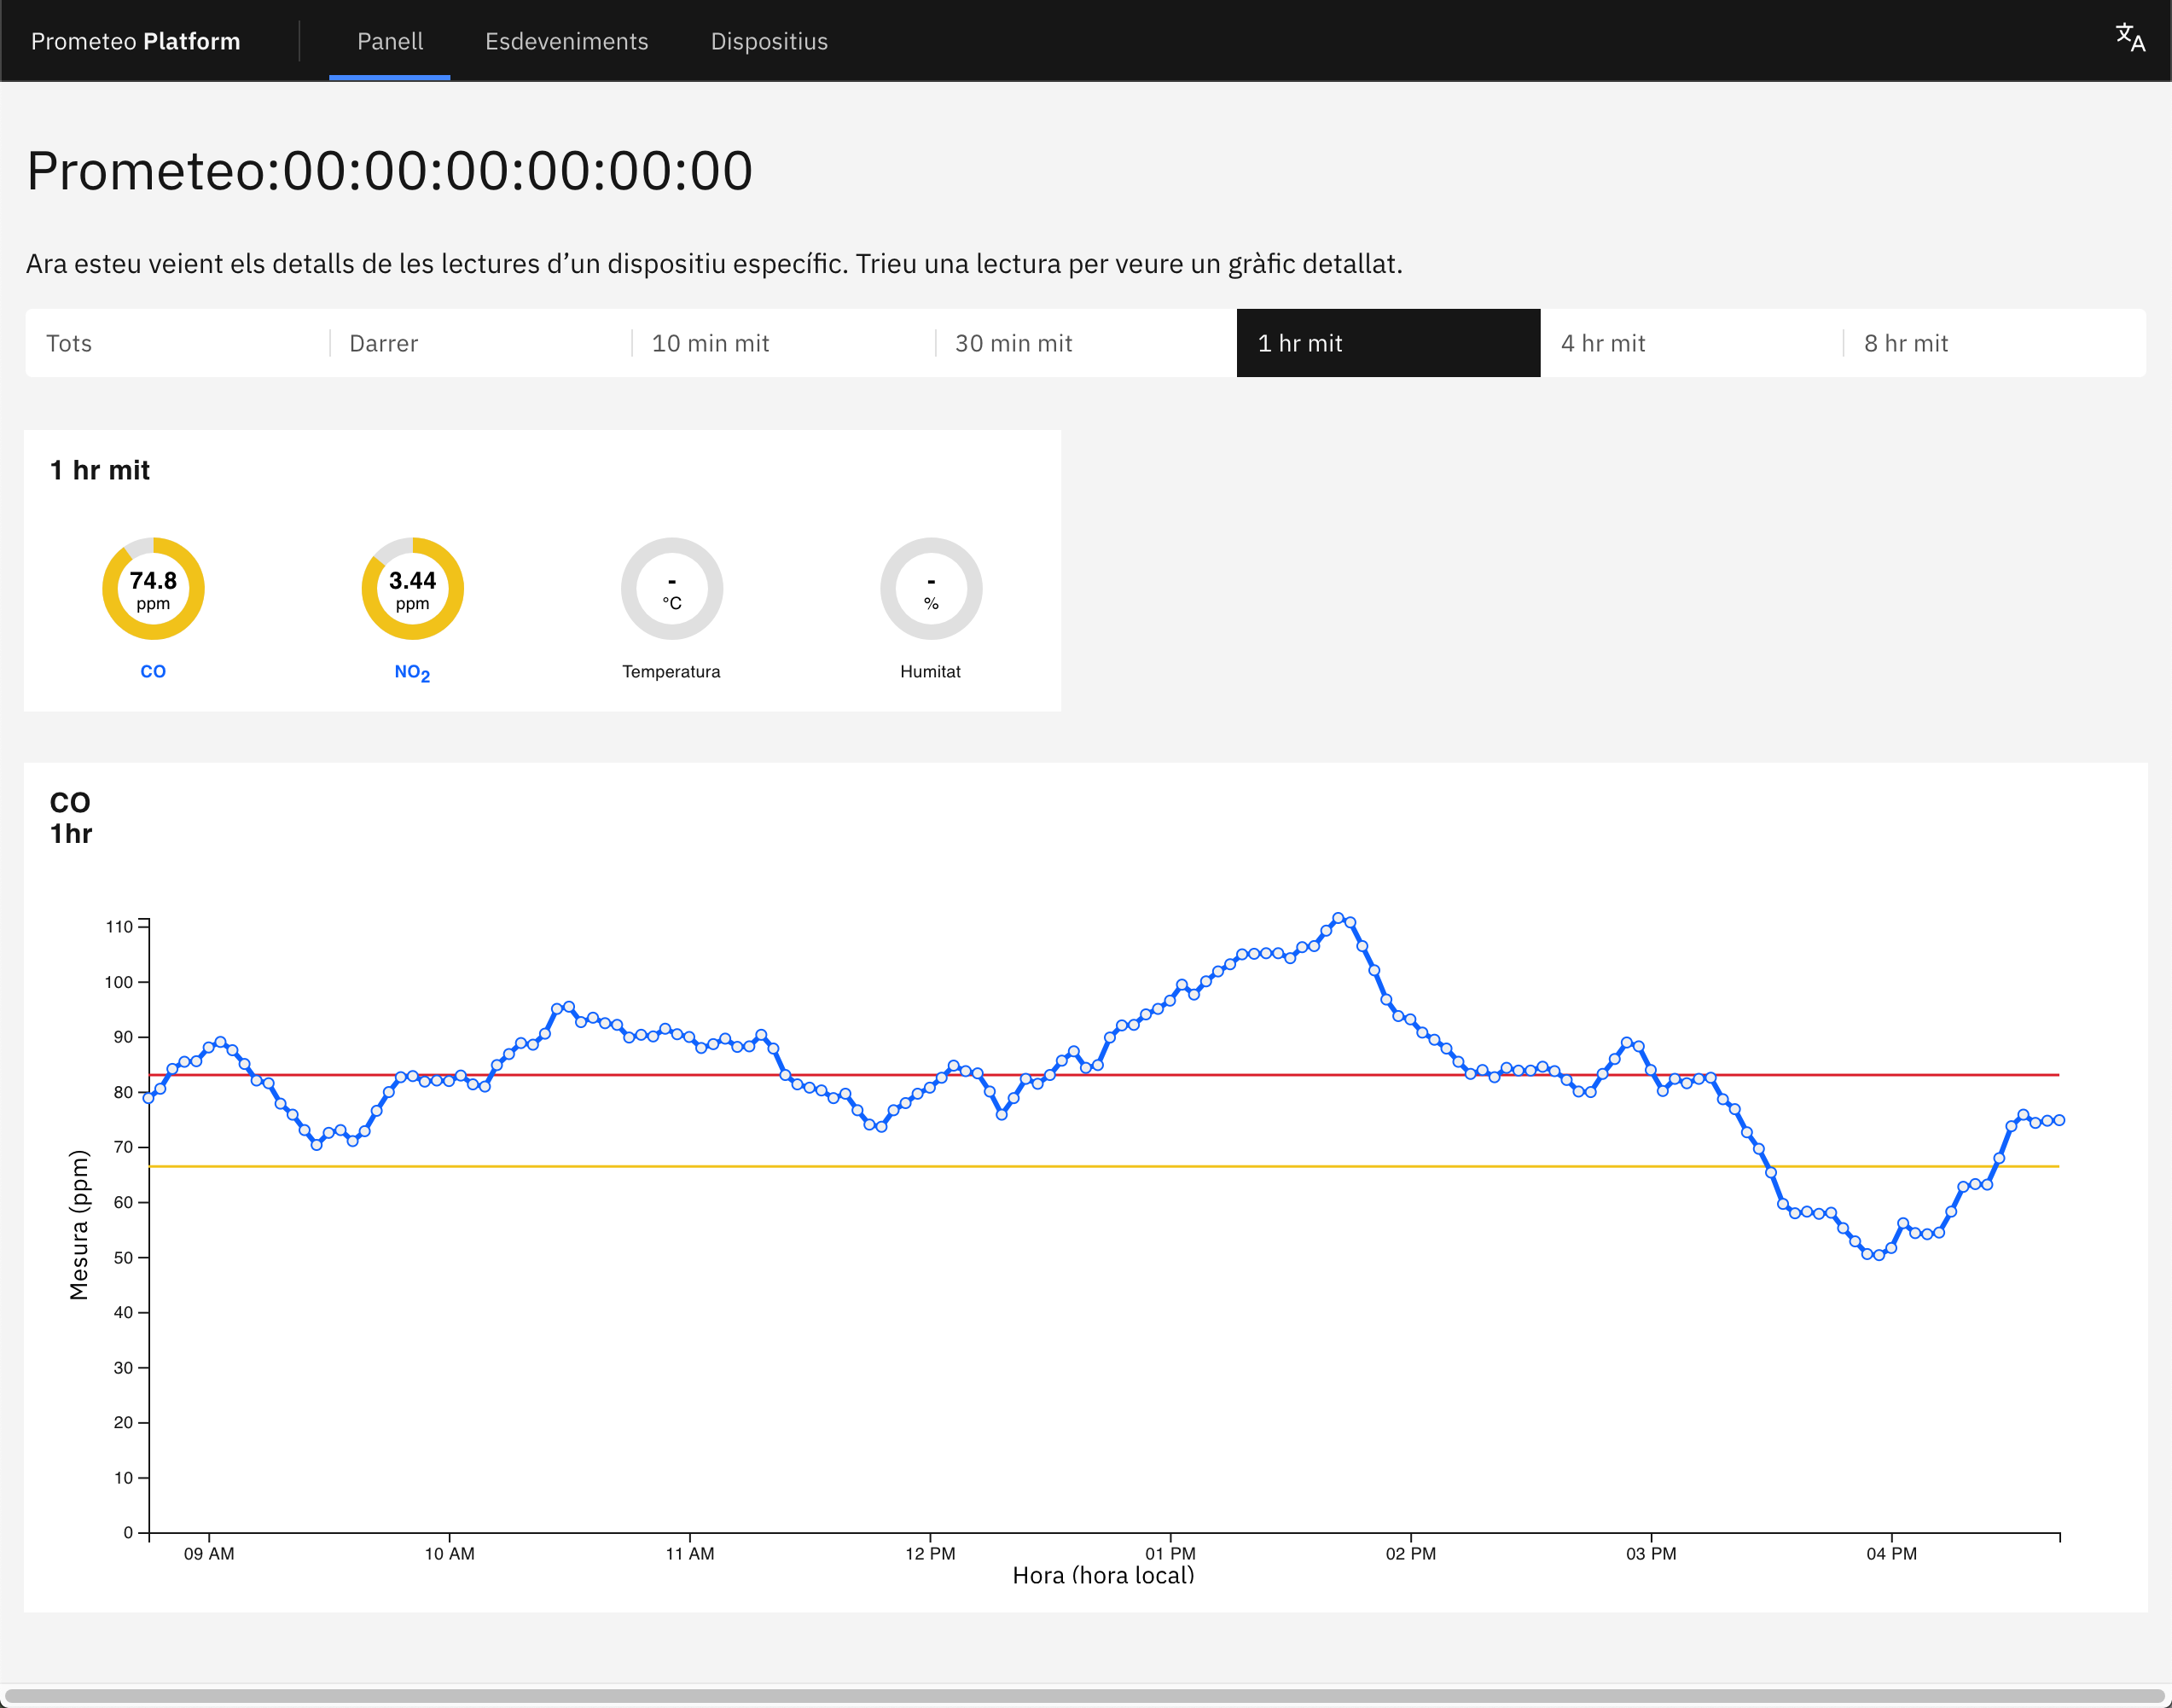 Prometeo Platform
Panell
Esdeveniments
Dispositius
Prometeo:00:00:00:00:00:00
Ara esteu veient els detalls de les lectures d’un dispositiu específic. Trieu una lectura per veure un gràfic detallat.
Tots
Darrer
10 min mit
30 min mit
1 hr mit
4 hr mit
8 hr mit
1 hr mit
74.8
ppm
CO
3.44
ppm
NO2
-
°C
Temperatura
-
%
Humitat
CO
1hr
110
100
90
80
70
60
50
40
30
20
10
0
Mesura (ppm)
09 AM
10 AM
11 AM
12 PM
01 PM
02 PM
03 PM
04 PM
Hora (hora local)